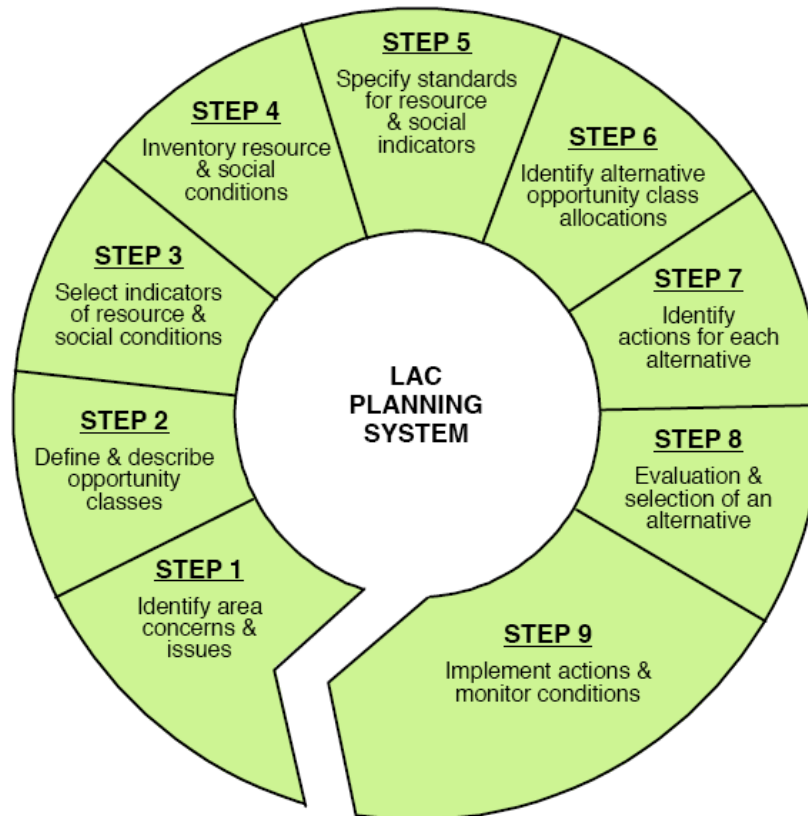 STEP 1
Identify area
concerns &
issues
STEP 2
Define & describe
opportunity
classes
STEP 3
Select indicators
of resource &
social conditions
STEP 4
Inventory resource
& social
conditions
STEP 5
Specify standards
for resource
& social
indicators
STEP 6
Identify alternative
opportunity class
allocations
STEP 7
Identify
actions for each
alternative
STEP 8
Evaluation &
selection of an
alternative
STEP 9
Implement actions &
monitor conditions
LAC
PLANNING
SYSTEM